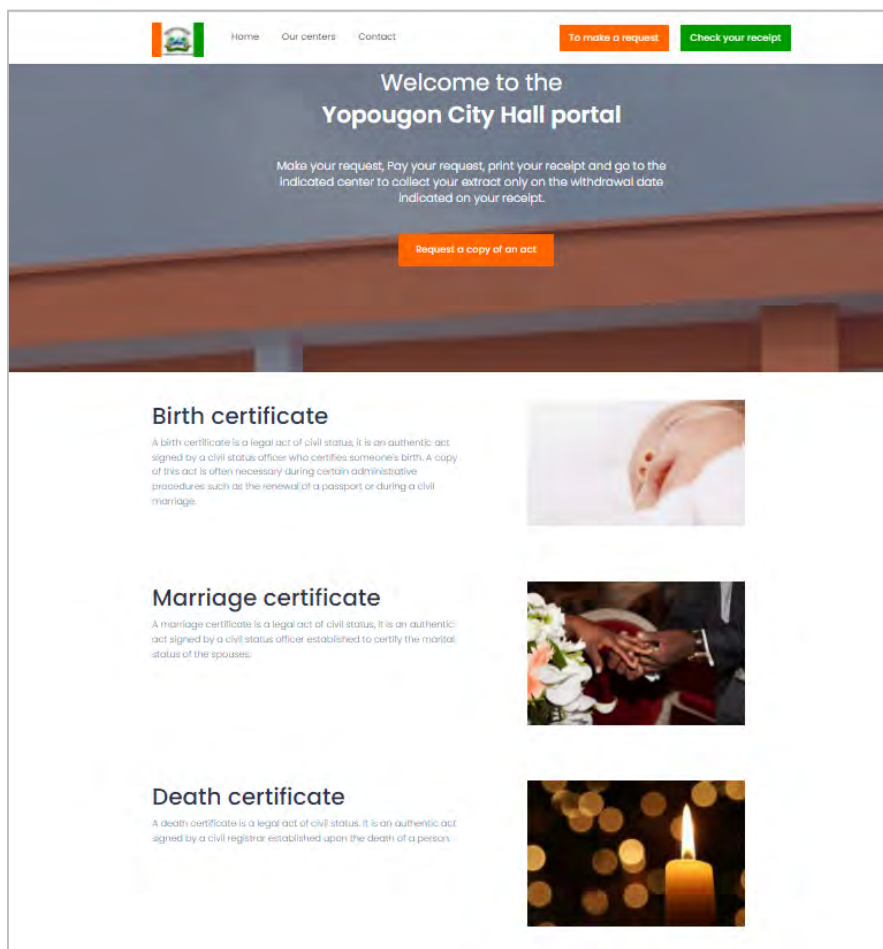 Home Our centers Contact To make a request Check your receipt
Welcome to the
Yopougon City Hall portal
Make your request, Pay your request, print your receipt and go to the
indicated center to collect your extract only on the withdrawal date
indicated on your receipt.
Request a copy of an act
Birth certificate
A birth certificate is a legal act of civil status, it is an authentic act
signed by a civil status officer who certifies someone's birth. A copy
of this act is often necessary during certain administrative
procedures such as the renewal of a passport or during a civil
marriage.
Marriage certificate
A marriage certificate is a legal act of civil status, it is an authentic
act signed by a civil status officer established to certify the marital
status of the spouses.
Death certificate
A death certificate is a legal act of civil status. It is an authentic act
signed by a civil registrar established upon the death of a person.